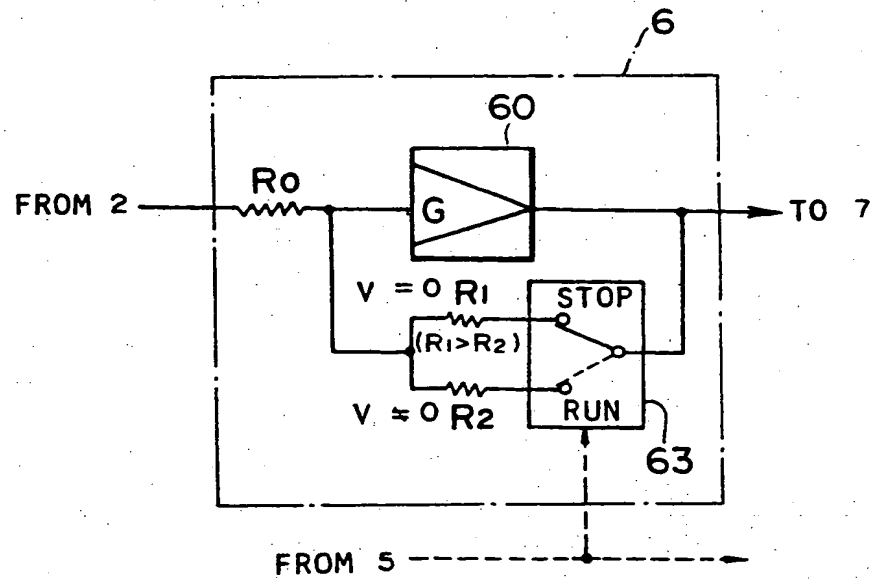 6
60
Ro
FROM 2
G
TO 7
V = 0 R1
STOP
(R1>R2)
V ≒ 0 R2
RUN
63
FROM 5